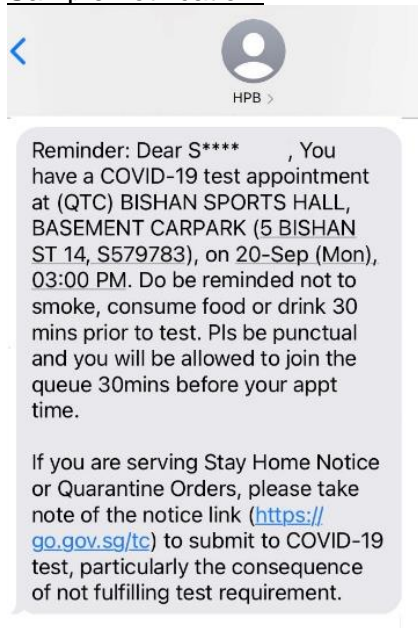 HPB >
Reminder: Dear S**** , You
have a COVID-19 test appointment
at (QTC) BISHAN SPORTS HALL,
BASEMENT CARPARK (5 BISHAN
ST 14, S579783), on 20-Sep (Mon),
03:00 PM. Do be reminded not to
smoke, consume food or drink 30
mins prior to test. Pls be punctual
and you will be allowed to join the
queue 30mins before your appt
time.
If you are serving Stay Home Notice
or Quarantine Orders, please take
note of the notice link (https://
go.gov.sg/tc) to submit to COVID-19
test, particularly the consequence
of not fulfilling test requirement.